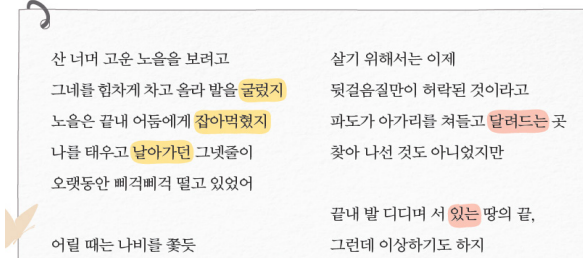 산 너머 고운 노을을 보려고
그네를 힘차게 차고 올라 발을 굴렀지
노을은 끝내 어둠에게 잡아먹혔지
나를 태우고 날아가던 그넷줄이
오랫동안 삐걱삐걱 떨고 있었어
어릴 때는 나비를 쫓듯
살기 위해서는 이제
뒷걸음질만이 허락된 것이라고
파도가 아가리를 쳐들고 달려드는 곳
찾아 나선 것도 아니었지만
끝내 발 디디며 서 있는 땅의 끝,
그런데 이상하기도 하지